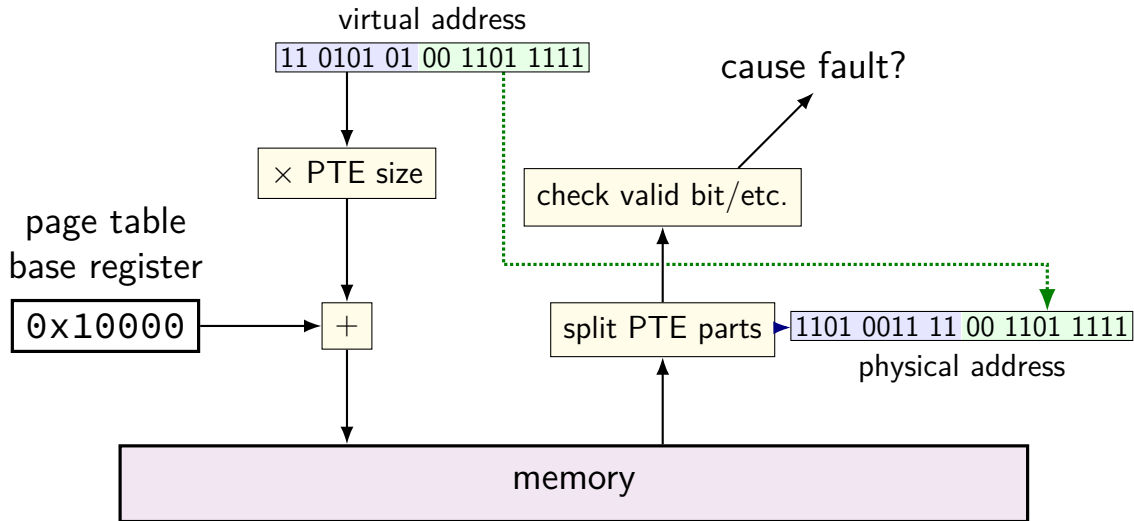 virtual address
11 0101 01 00 1101 1111
cause fault?
× PTE size
check valid bit/etc.
page table
base register
0x10000
+
split PTE parts
1101 0011 11 00 1101 1111
physical address
memory